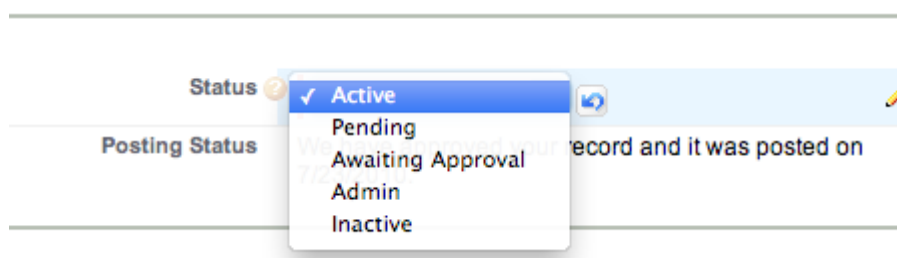 Status
✓ Active
Pending
Awaiting Approval
Admin
Inactive
Posting Status We have approved your record and it was posted on
7/23/2010.